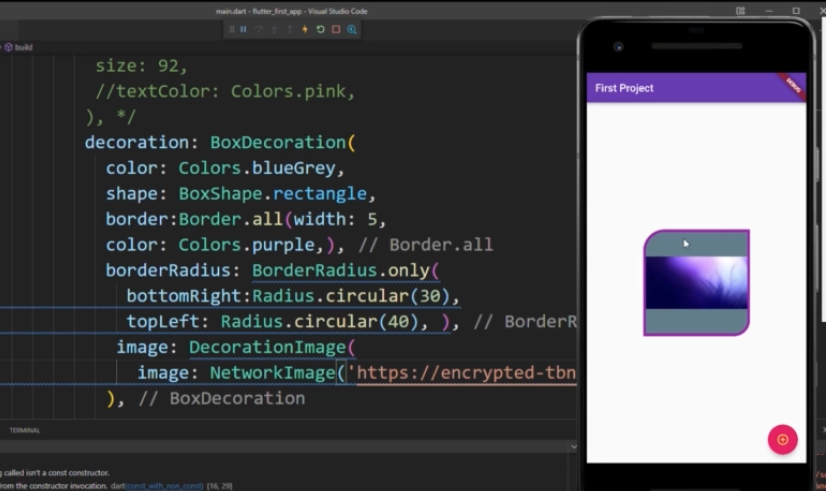 main.dart - flutter_first_app - Visual Studio Code
build
size: 92,
//textColor: Colors.pink,
), */
decoration: BoxDecoration(
color: Colors.blueGrey,
shape: BoxShape.rectangle,
border:Border.all(width: 5,
color: Colors.purple,), // Border.all
borderRadius: BorderRadius.only(
bottomRight:Radius.circular(30),
topLeft: Radius.circular(40), ), // BorderR
image: DecorationImage(
image: NetworkImage('https://encrypted-tbn
), // BoxDecoration
TERMINAL
g called isn't a const constructor.
rom the constructor invocation. dart(const_with_non_const) [16, 29]
First Project
DEBUG